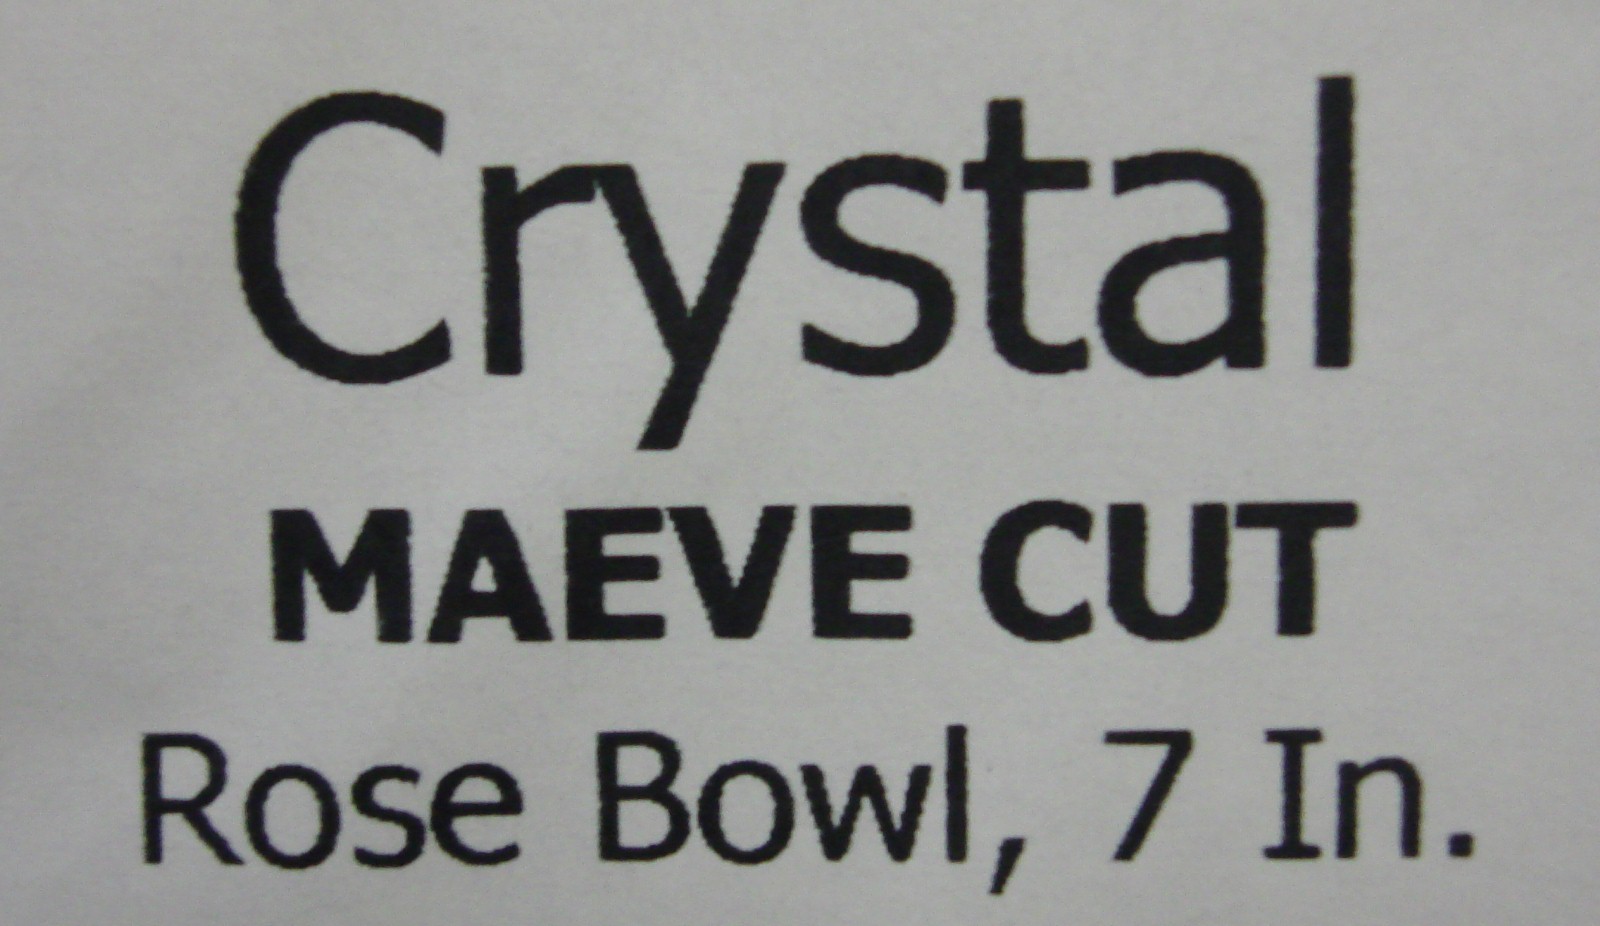 Crystal
MAEVE CUT
Rose Bowl, 7 In.